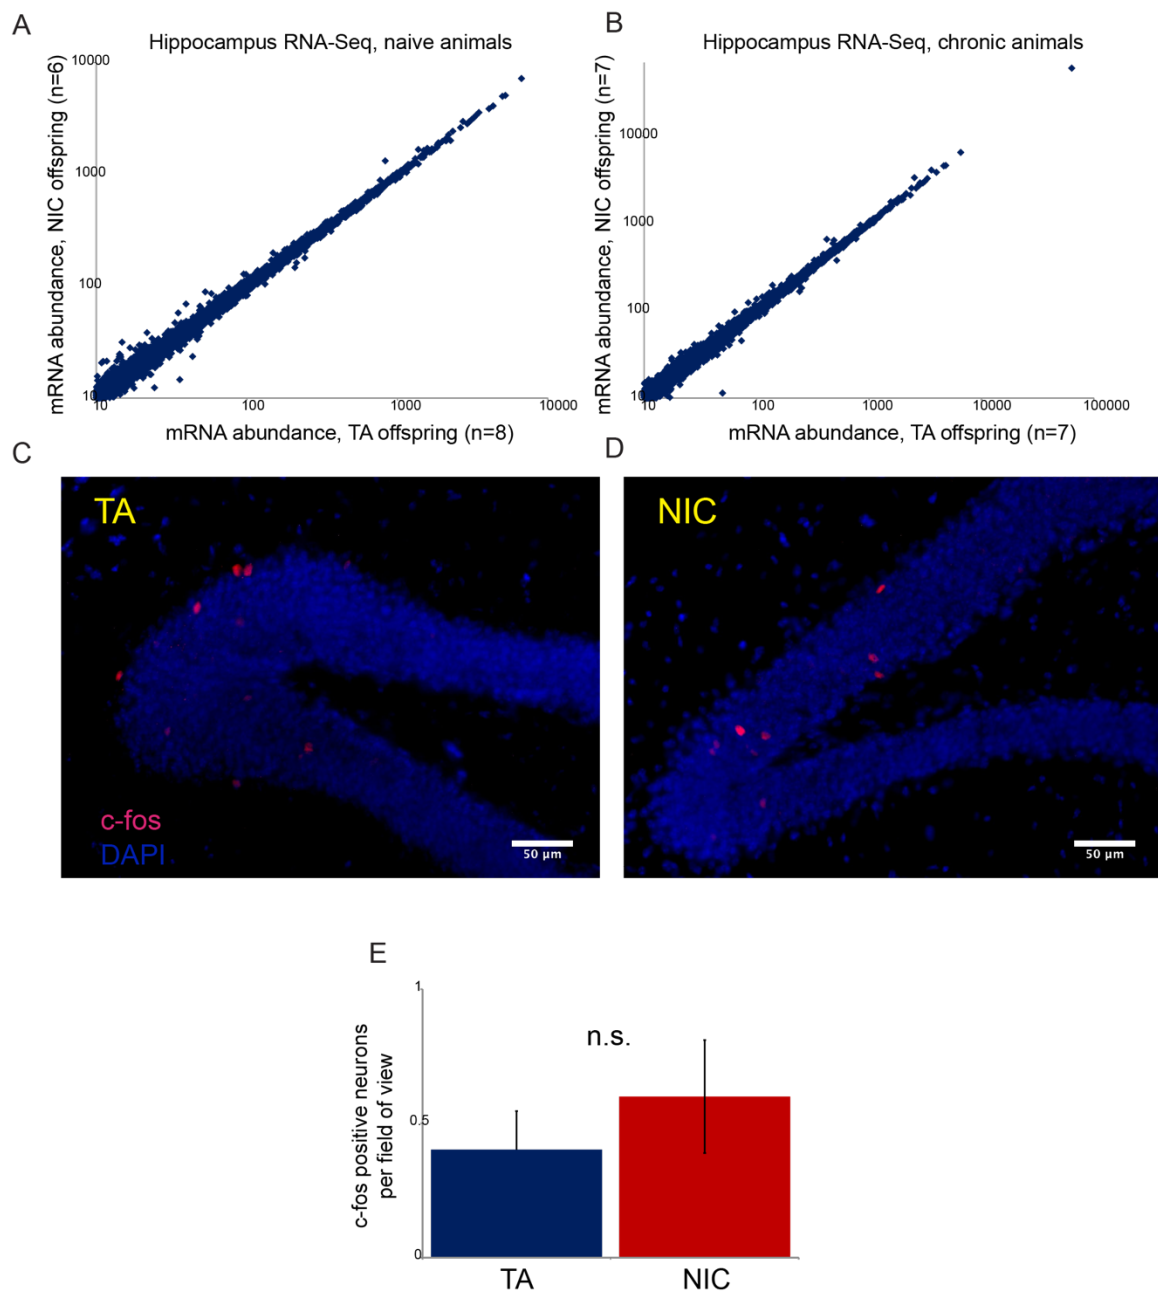 A
Hippocampus RNA-Seq, naive animals
mRNA abundance, NIC offspring (n=6)
10000
1000
100
10
10
100
1000
10000
mRNA abundance, TA offspring (n=8)
B
Hippocampus RNA-Seq, chronic animals
mRNA abundance, NIC offspring (n=7)
10000
1000
100
10
10
100
1000
10000
100000
mRNA abundance, TA offspring (n=7)
C
TA
c-fos
DAPI
50 μm
D
NIC
50 μm
E
c-fos positive neurons
per field of view
1
0.5
0
n.s.
TA
NIC